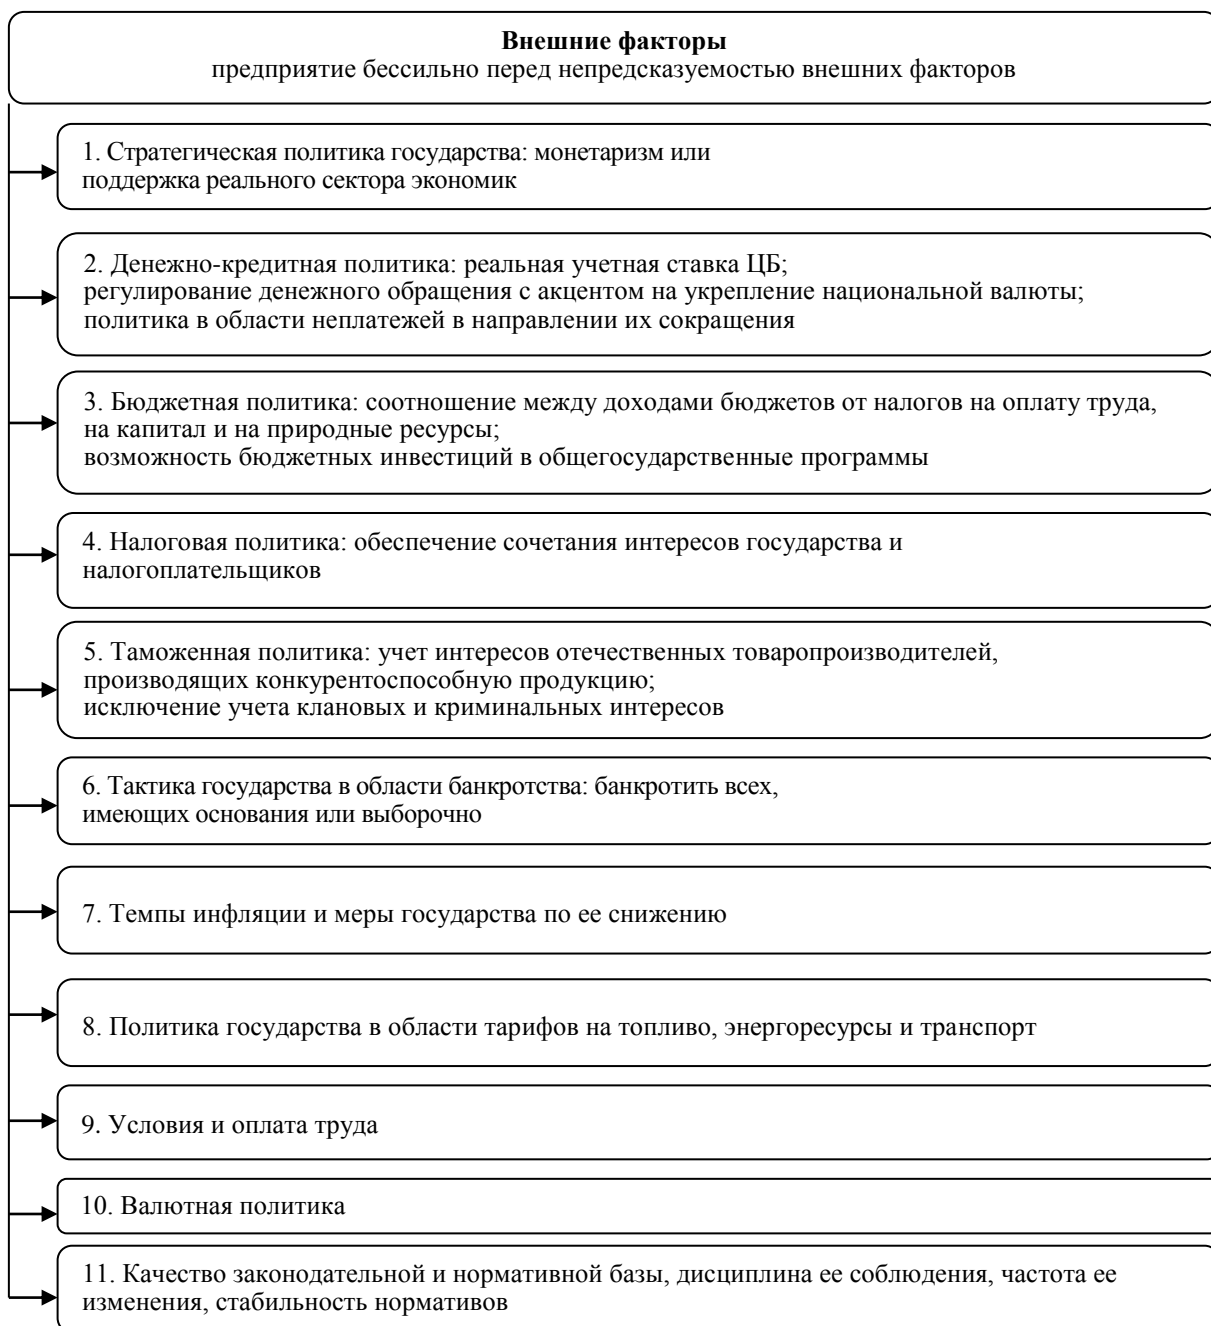 Внешние факторы
предприятие бессильно перед непредсказуемостью внешних факторов
1. Стратегическая политика государства: монетаризм или
поддержка реального сектора экономик
2. Денежно-кредитная политика: реальная учетная ставка ЦБ;
регулирование денежного обращения с акцентом на укрепление национальной валюты;
политика в области неплатежей в направлении их сокращения
3. Бюджетная политика: соотношение между доходами бюджетов от налогов на оплату труда,
на капитал и на природные ресурсы;
возможность бюджетных инвестиций в общегосударственные программы
4. Налоговая политика: обеспечение сочетания интересов государства и
налогоплательщиков
5. Таможенная политика: учет интересов отечественных товаропроизводителей,
производящих конкурентоспособную продукцию;
исключение учета клановых и криминальных интересов
6. Тактика государства в области банкротства: банкротить всех,
имеющих основания или выборочно
7. Темпы инфляции и меры государства по ее снижению
8. Политика государства в области тарифов на топливо, энергоресурсы и транспорт
9. Условия и оплата труда
10. Валютная политика
11. Качество законодательной и нормативной базы, дисциплина ее соблюдения, частота ее
изменения, стабильность нормативов